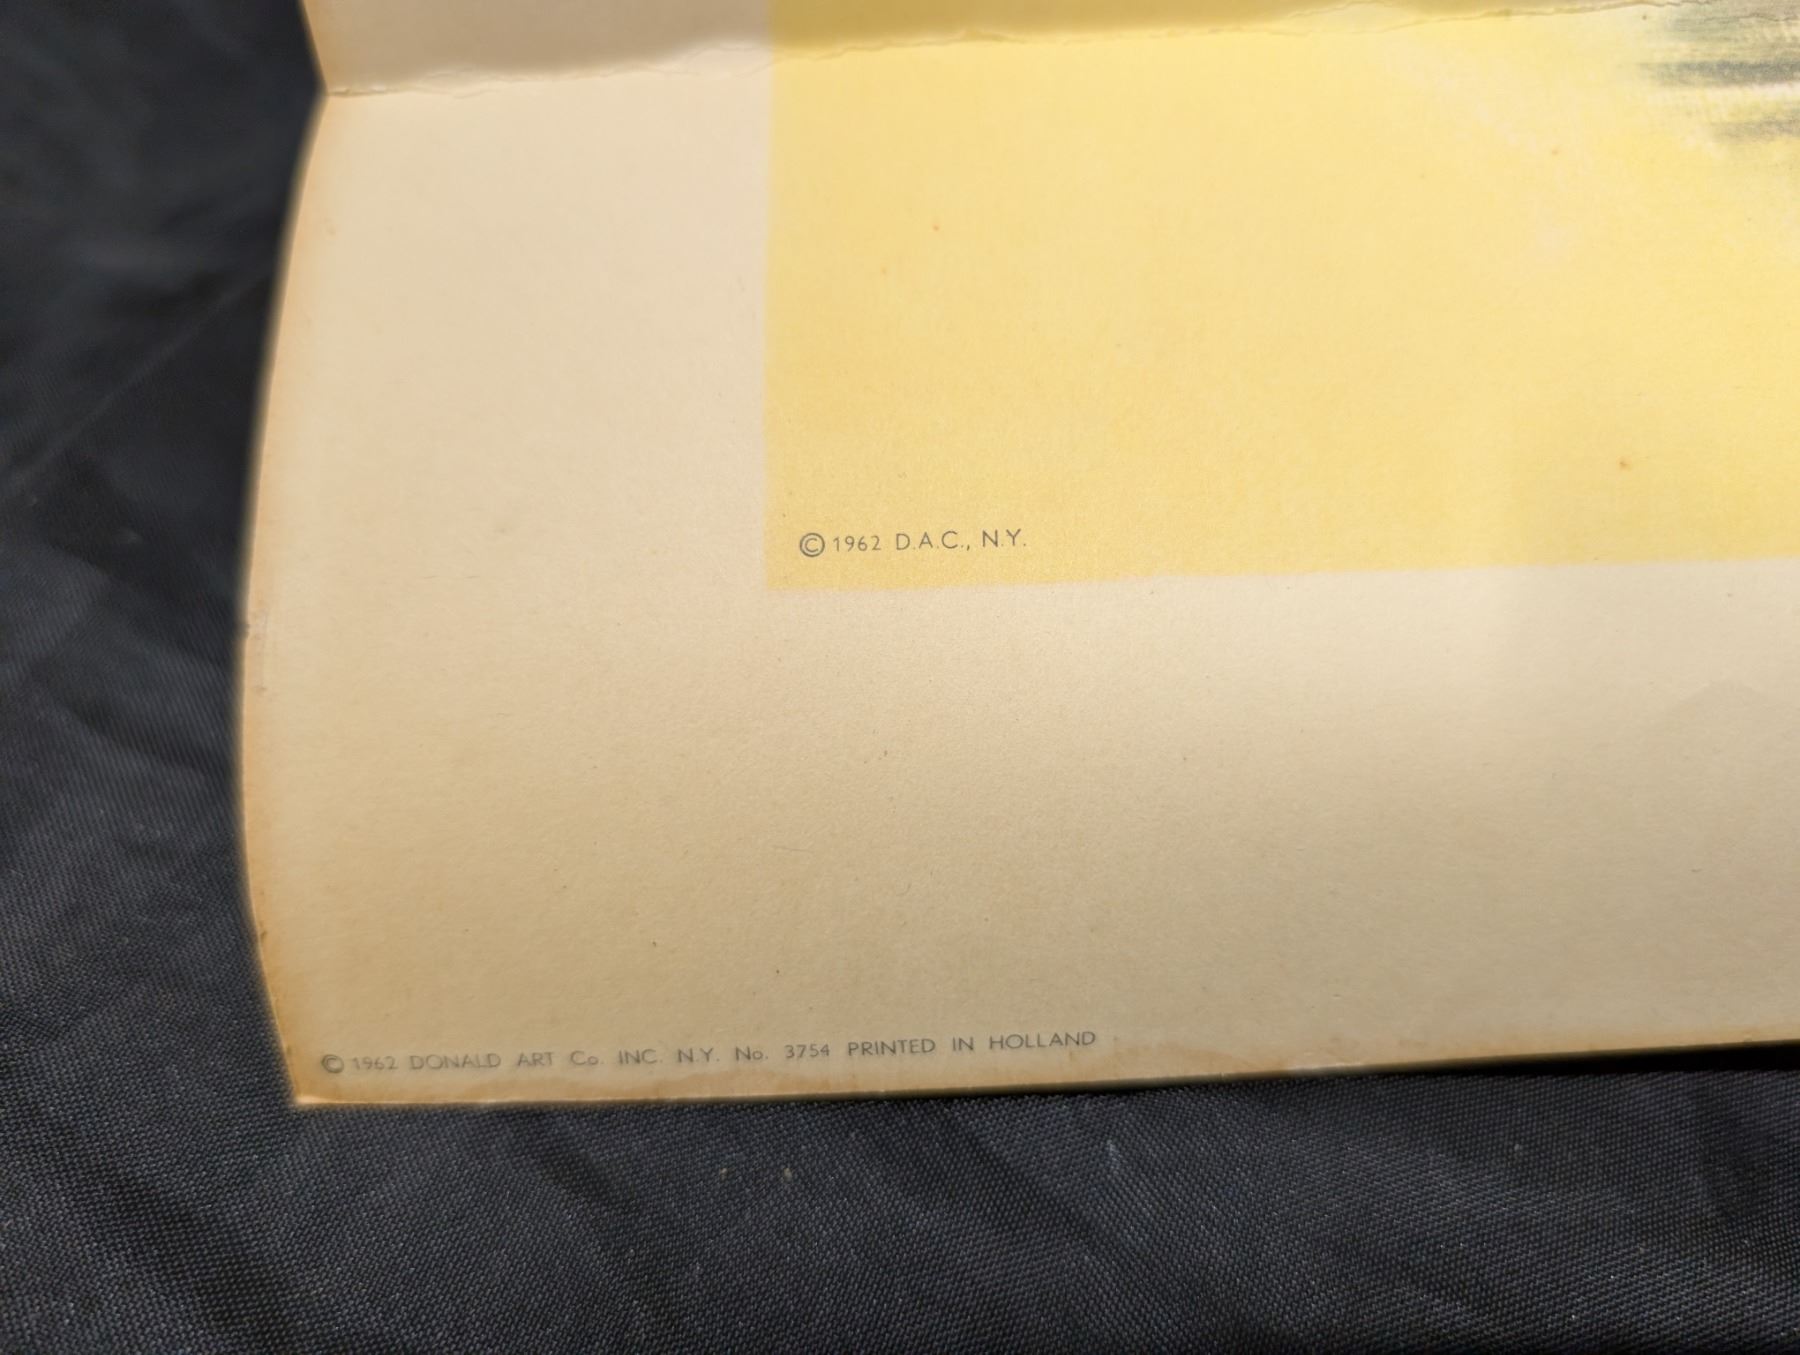 © 1962 D.A.C., N.Y.
© 1962 DONALD ART Co. INC. N.Y. No. 3754 PRINTED IN HOLLAND